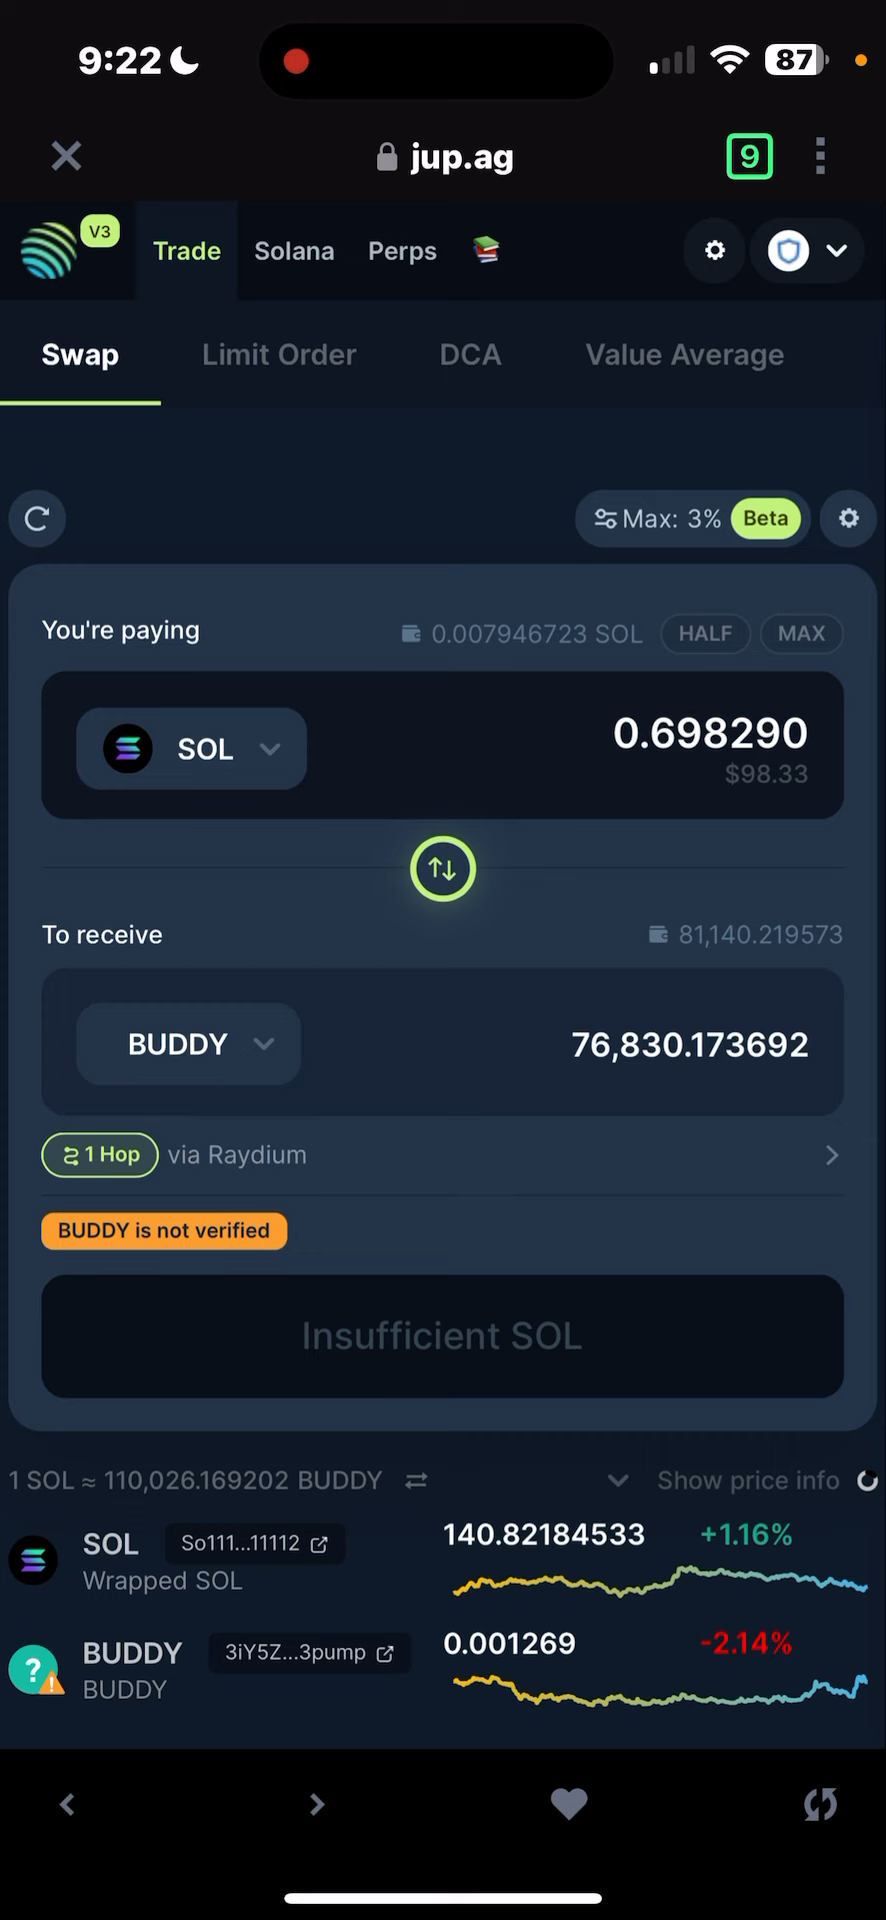 9:22
87
jup.ag
9
V3
Trade
Solana
Perps
Swap
Limit Order
DCA
Value Average
Max: 3%
Beta
You're paying
0.007946723 SOL
HALF
MAX
SOL
0.698290
$98.33
To receive
81,140.219573
BUDDY
76,830.173692
1 Hop
via Raydium
BUDDY is not verified
Insufficient SOL
1 SOL ≈ 110,026.169202 BUDDY
Show price info
SOL
So111...11112
140.82184533
+1.16%
Wrapped SOL
?
BUDDY
3iY5Z...3pump
0.001269
-2.14%
BUDDY